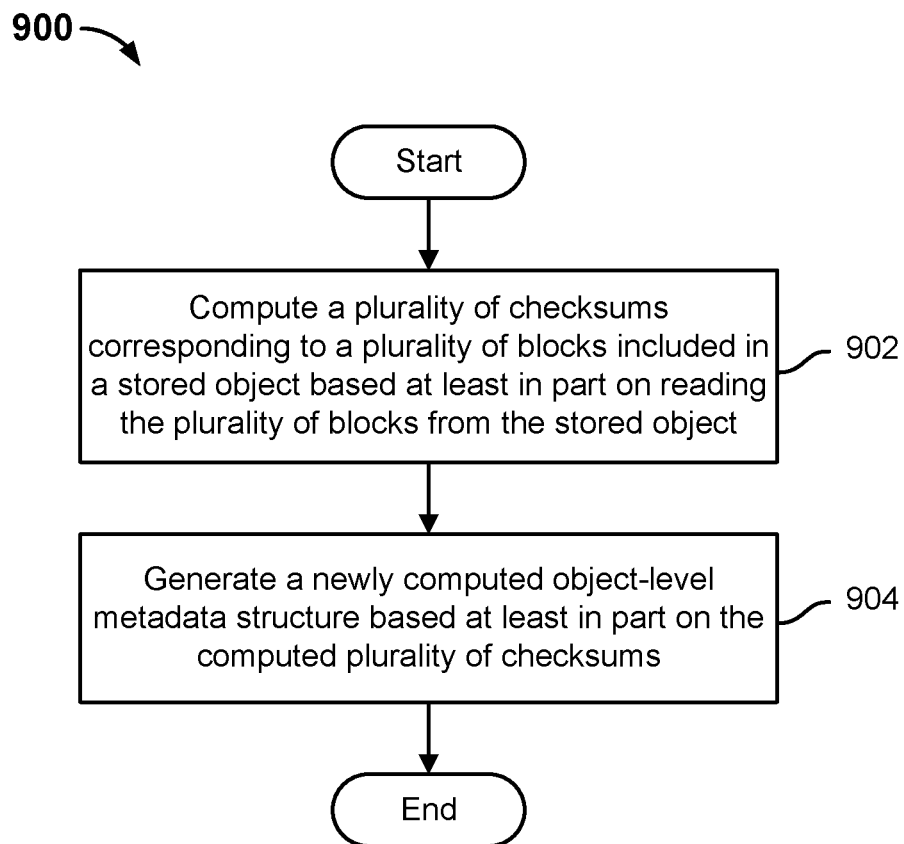 900
Start
Compute a plurality of checksums
corresponding to a plurality of blocks included in
a stored object based at least in part on reading
the plurality of blocks from the stored object
902
Generate a newly computed object-level
metadada structure based at least in part on the
computed plurality of checksums
904
End